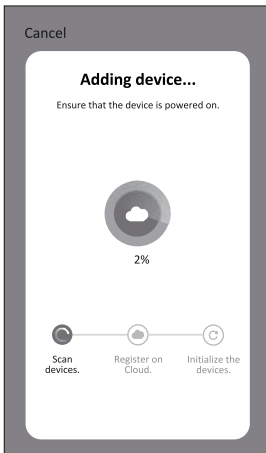 Cancel
Adding device...
Ensure that the device is powered on.
2%
Scan
devices.
Register on
Cloud.
Initialize the
devices.